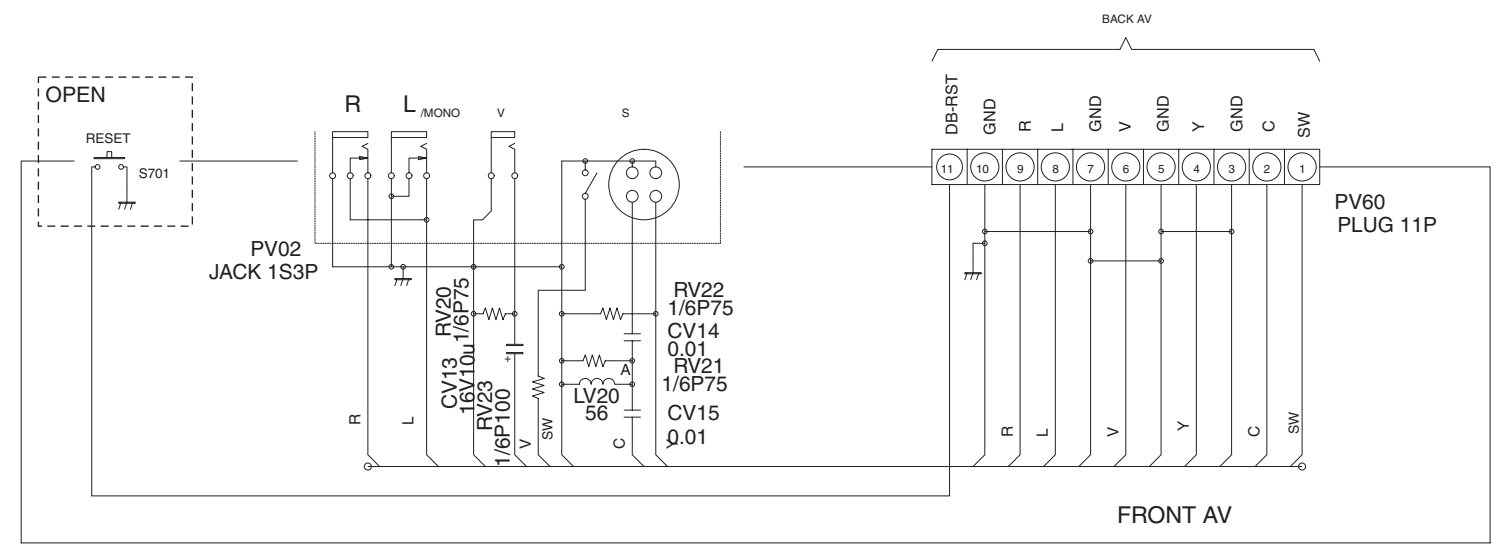 BACK AV
OPEN
RESET
S701
R
L /MONO
V
S
PV02
JACK 1S3P
DB-RST
GND
R
L
GND
V
GND
Y
GND
C
SW
11
10
9
8
7
6
5
4
3
2
1
PV60
PLUG 11P
RV20
1/6P75
CV13
16V10u
RV23
1/6P100
+
RV22
1/6P75
CV14
0.01
RV21
1/6P75
A
LV20
56
CV15
0.01
R
L
V
SW
C
Y
R
L
V
Y
C
SW
FRONT AV